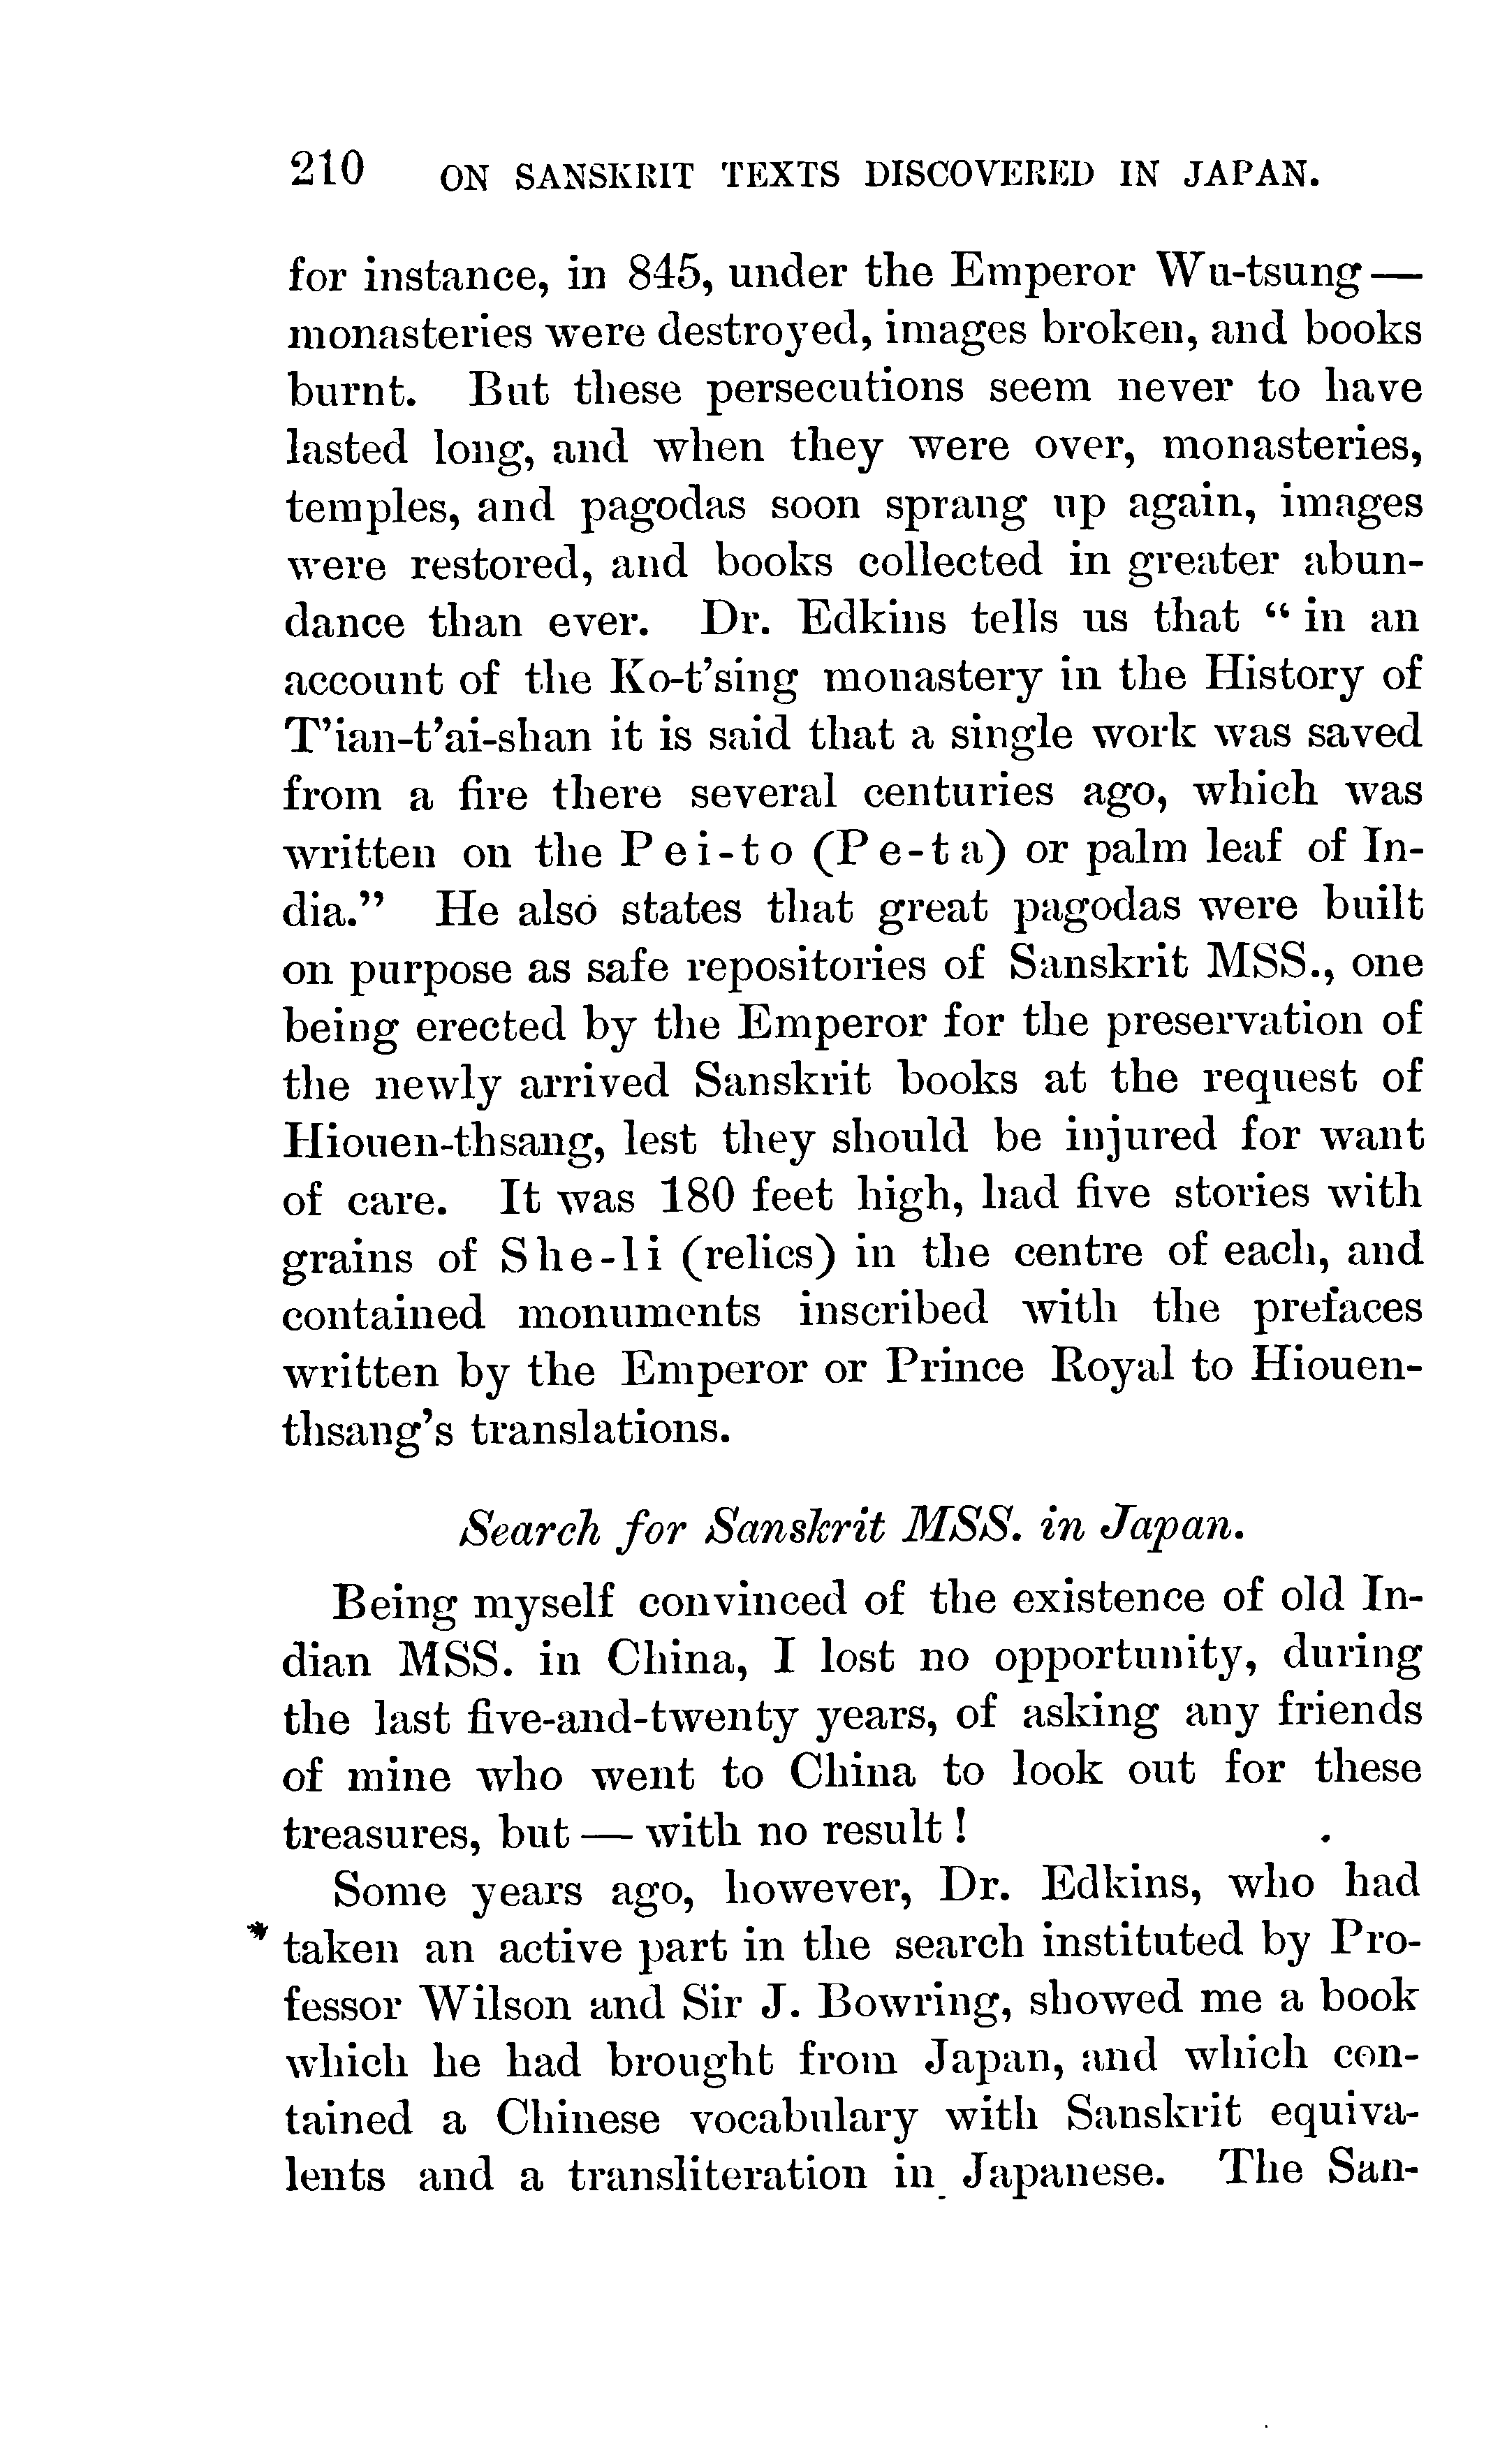 210 ON SANSKRIT TEXTS DISCOVERED IN JAPAN.
for instance, in 845, under the Emperor Wu-tsung—
monasteries were destroyed, images broken, and books
burnt. But these persecutions seem never to have
lasted long, and when they were over, monasteries,
temples, and pagodas soon sprang up again, images
were restored, and books collected in greater abun-
dance than ever. Dr. Edkins tells us that “ in an
account of the Ko-t’sing monastery in the History of
T’ian-t’ai-shan it is said that a single work was saved
from a fire there several centuries ago, which was
written on the Pei-to (Pe-ta) or palm leaf of In-
dia.” He also states that great pagodas were built
on purpose as safe repositories of Sanskrit MSS., one
being erected by the Emperor for the preservation of
the newly arrived Sanskrit books at the request of
Hiouen-thsang, lest they should be injured for want
of care. It was 180 feet high, had five stories with
grains of She-li (relics) in the centre of each, and
contained monuments inscribed with the prefaces
written by the Emperor or Prince Royal to Hiouen-
thsang’s translations.
Search for Sanskrit MSS. in Japan.
Being myself convinced of the existence of old In-
dian MSS. in China, I lost no opportunity, during
the last five-and-twenty years, of asking any friends
of mine who went to China to look out for these
treasures, but — with no result !
Some years ago, however, Dr. Edkins, who had
* taken an active part in the search instituted by Pro-
fessor Wilson and Sir J. Bowring, showed me a book
which he had brought from Japan, and which con-
tained a Chinese vocabulary with Sanskrit equiva-
lents and a transliteration in Japanese. The San-